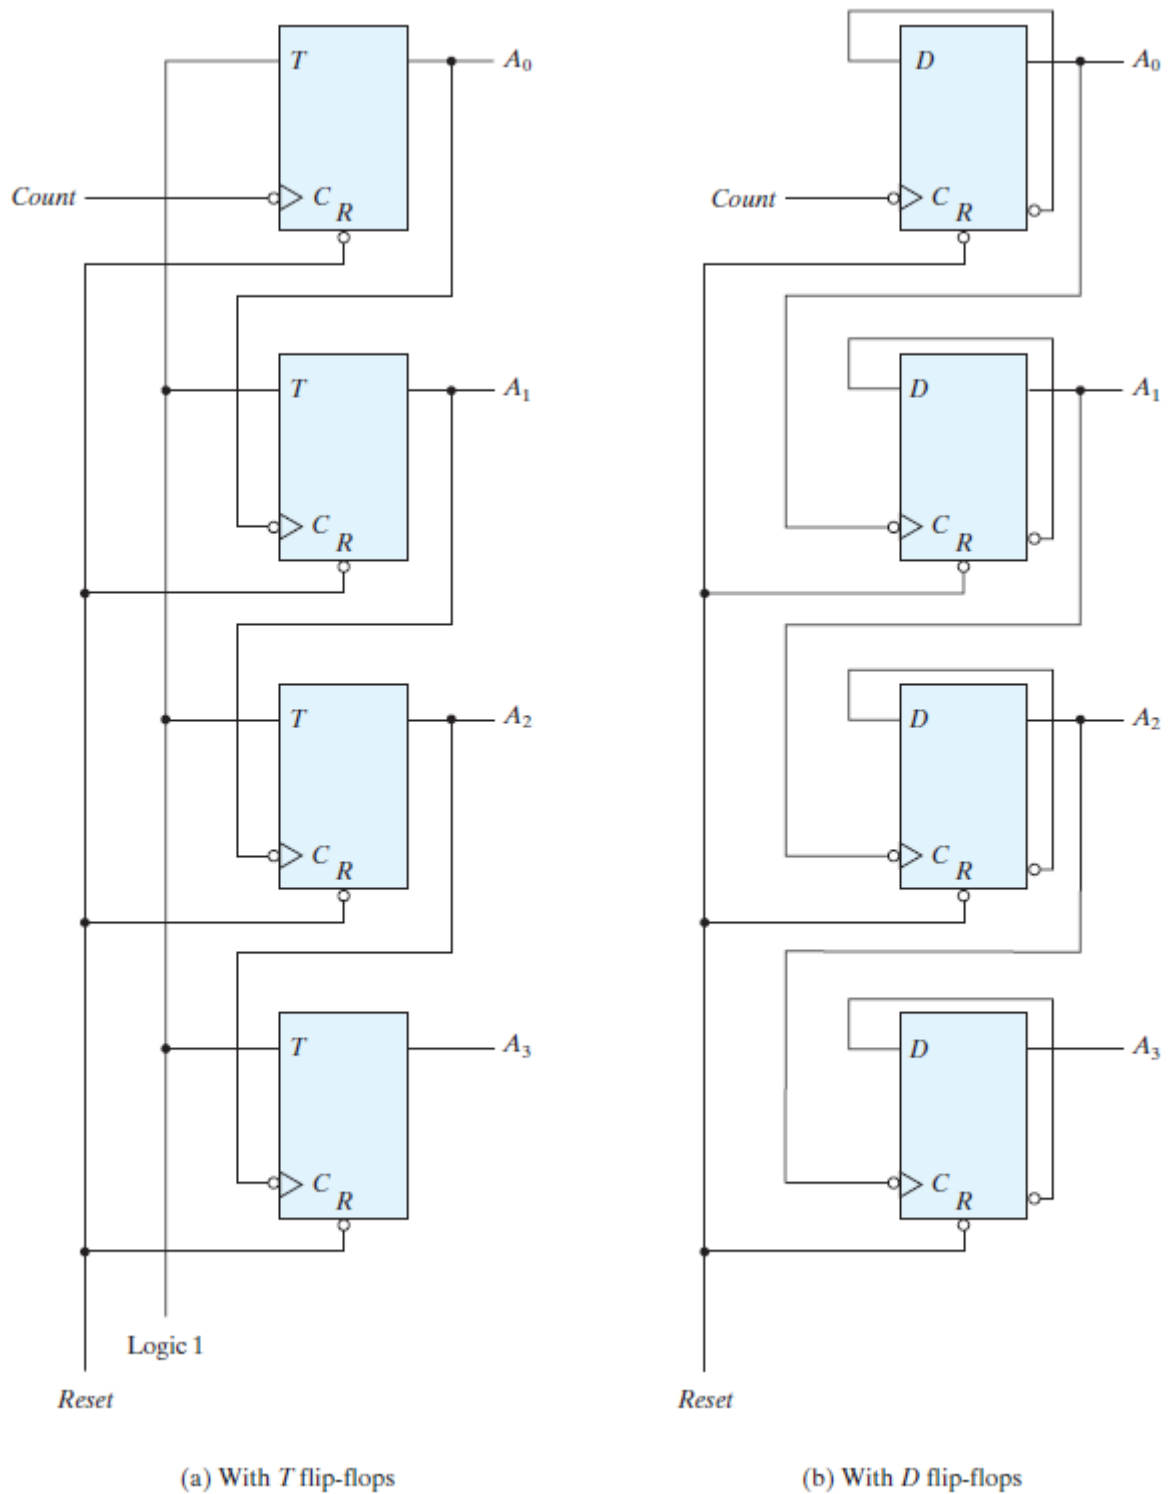 T
A0
Count
C
R
T
A1
C
R
T
A2
C
R
T
A3
C
R
Logic 1
Reset
(a) With T flip-flops
D
A0
Count
C
R
D
A1
C
R
D
A2
C
R
D
A3
C
R
Reset
(b) With D flip-flops